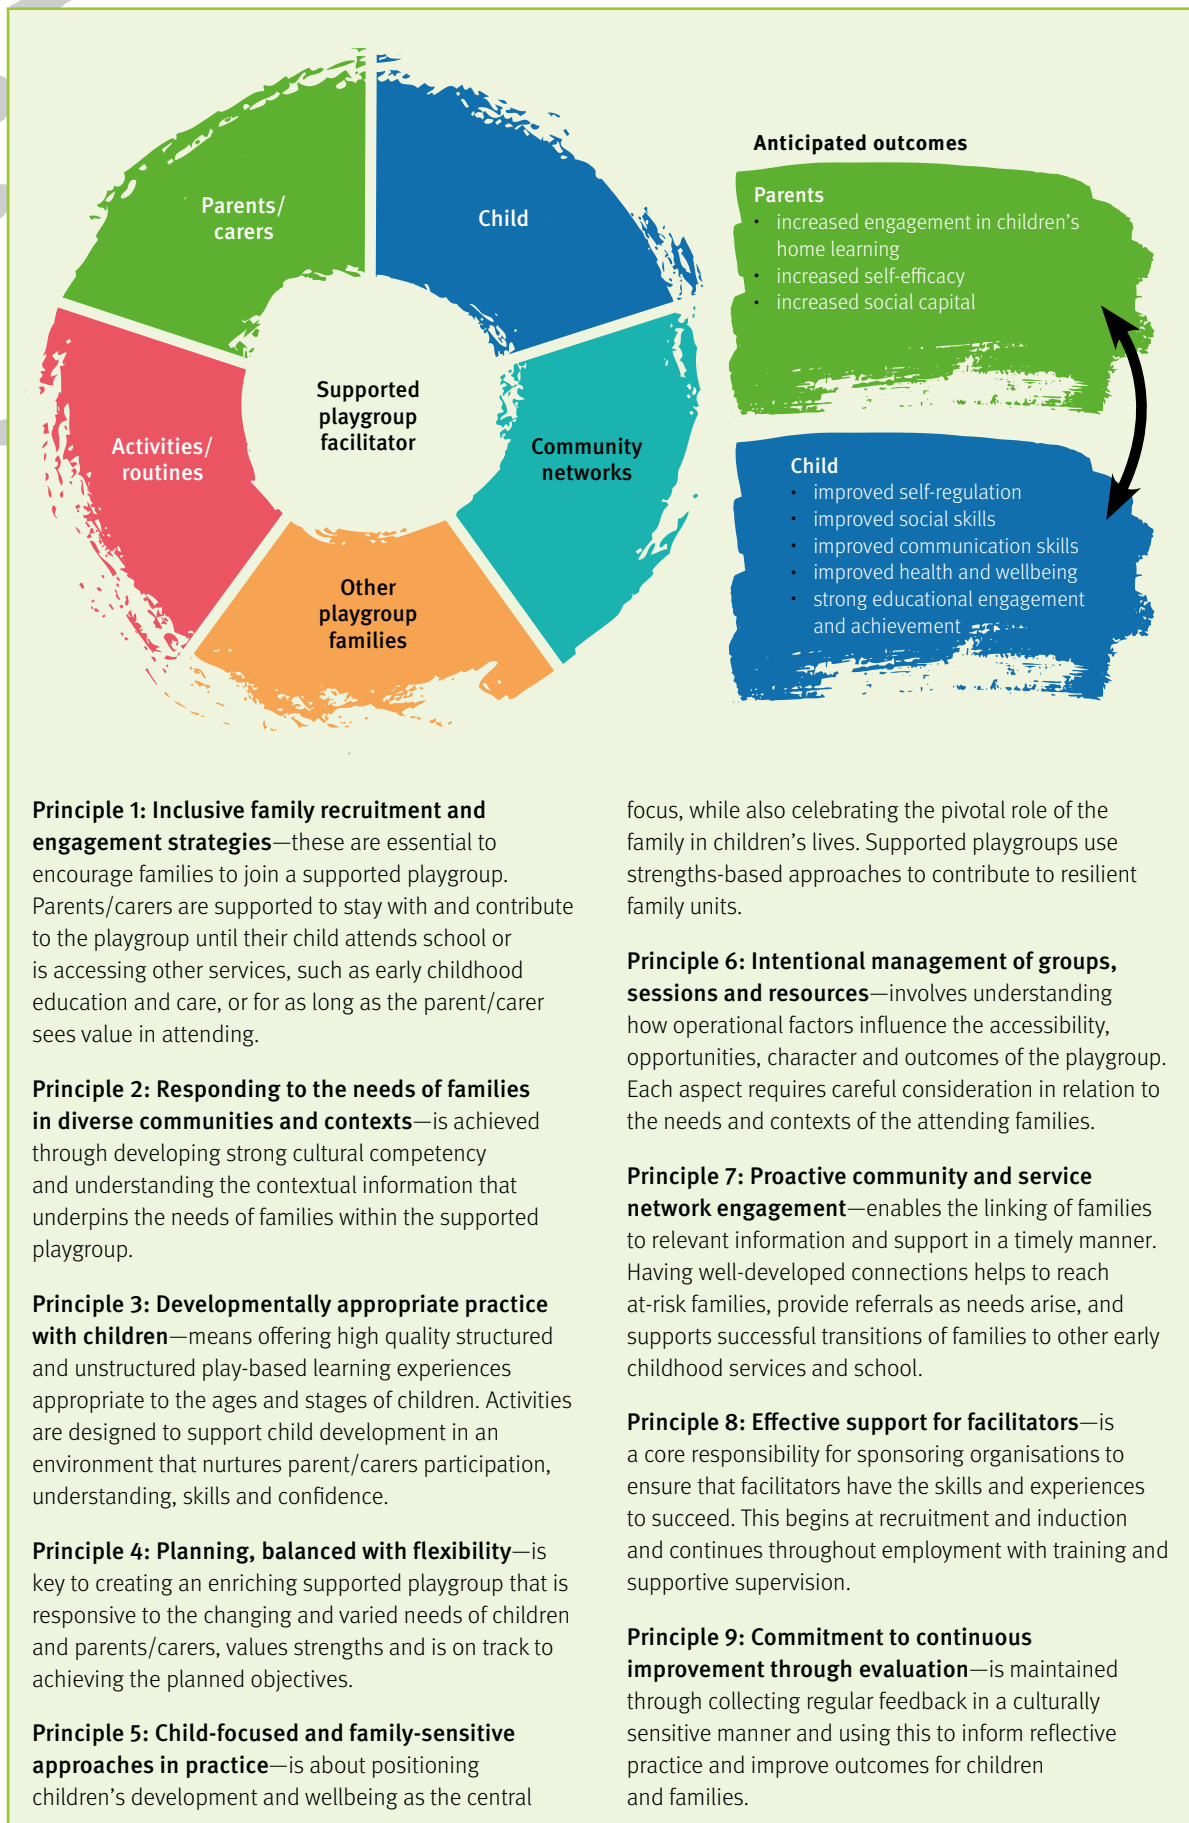 Parents/
carers
Child
Supported
playgroup
facilitator
Activities/
routines
Community
networks
Other
playgroup
families
Anticipated outcomes
Parents
• increased engagement in children’s
home learning
• increased self-efficacy
• increased social capital
Child
• improved self-regulation
• improved social skills
• improved communication skills
• improved health and wellbeing
• strong educational engagement
and achievement
Principle 1: Inclusive family recruitment and
engagement strategies—these are essential to
encourage families to join a supported playgroup.
Parents/carers are supported to stay with and contribute
to the playgroup until their child attends school or
is accessing other services, such as early childhood
education and care, or for as long as the parent/carer
sees value in attending.
Principle 2: Responding to the needs of families
in diverse communities and contexts—is achieved
through developing strong cultural competency
and understanding the contextual information that
underpins the needs of families within the supported
playgroup.
Principle 3: Developmentally appropriate practice
with children—means offering high quality structured
and unstructured play-based learning experiences
appropriate to the ages and stages of children. Activities
are designed to support child development in an
environment that nurtures parent/carers participation,
understanding, skills and confidence.
Principle 4: Planning, balanced with flexibility—is
key to creating an enriching supported playgroup that is
responsive to the changing and varied needs of children
and parents/carers, values strengths and is on track to
achieving the planned objectives.
Principle 5: Child-focused and family-sensitive
approaches in practice—is about positioning
children’s development and wellbeing as the central
focus, while also celebrating the pivotal role of the
family in children’s lives. Supported playgroups use
strengths-based approaches to contribute to resilient
family units.
Principle 6: Intentional management of groups,
sessions and resources—involves understanding
how operational factors influence the accessibility,
opportunities, character and outcomes of the playgroup.
Each aspect requires careful consideration in relation to
the needs and contexts of the attending families.
Principle 7: Proactive community and service
network engagement—enables the linking of families
to relevant information and support in a timely manner.
Having well-developed connections helps to reach
at-risk families, provide referrals as needs arise, and
supports successful transitions of families to other early
childhood services and school.
Principle 8: Effective support for facilitators—is
a core responsibility for sponsoring organisations to
ensure that facilitators have the skills and experiences
to succeed. This begins at recruitment and induction
and continues throughout employment with training and
supportive supervision.
Principle 9: Commitment to continuous
improvement through evaluation—is maintained
through collecting regular feedback in a culturally
sensitive manner and using this to inform reflective
practice and improve outcomes for children
and families.